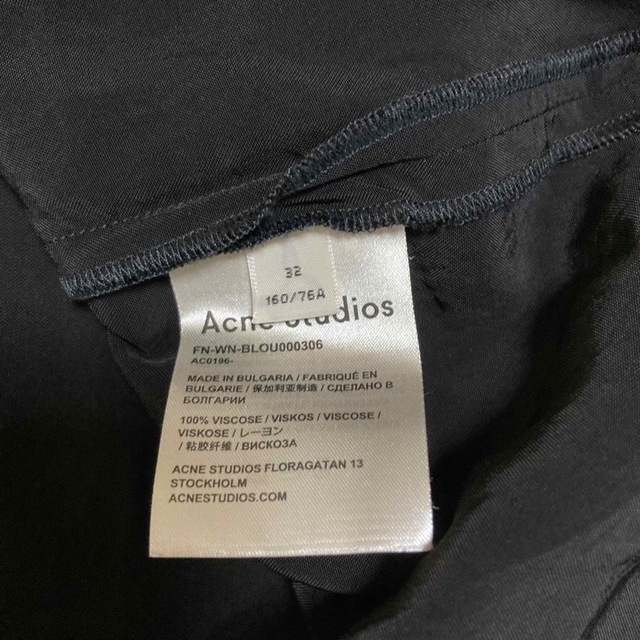 32
160/76A
Acne Studios
FN-WN-BLOU000306
AC0196-
MADE IN BULGARIA / FABRIQUÉ EN
BULGARIE / 保加利亚制造 / СДЕЛАНО В
БОЛГАРИИ
100% VISCOSE / VISKOS / VISCOSE /
VISKOSE / レーヨン
/ 粘胶纤维 / ВИСКОЗА
ACNE STUDIOS FLORAGATAN 13
STOCKHOLM
ACNESTUDIOS.COM